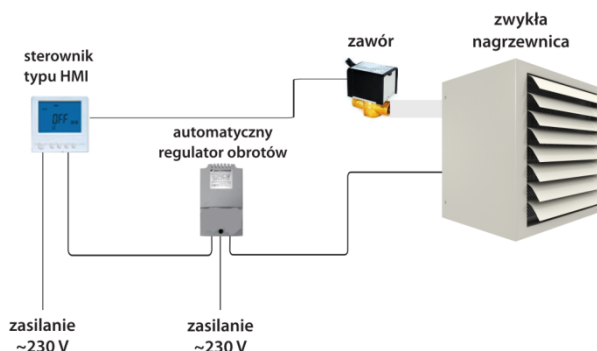 zwykła
nagrzewnica
zawór
sterownik
typu HMI
OFF
automatyczny
regulator obrotów
zasilanie
~230 V
zasilanie
~230 V